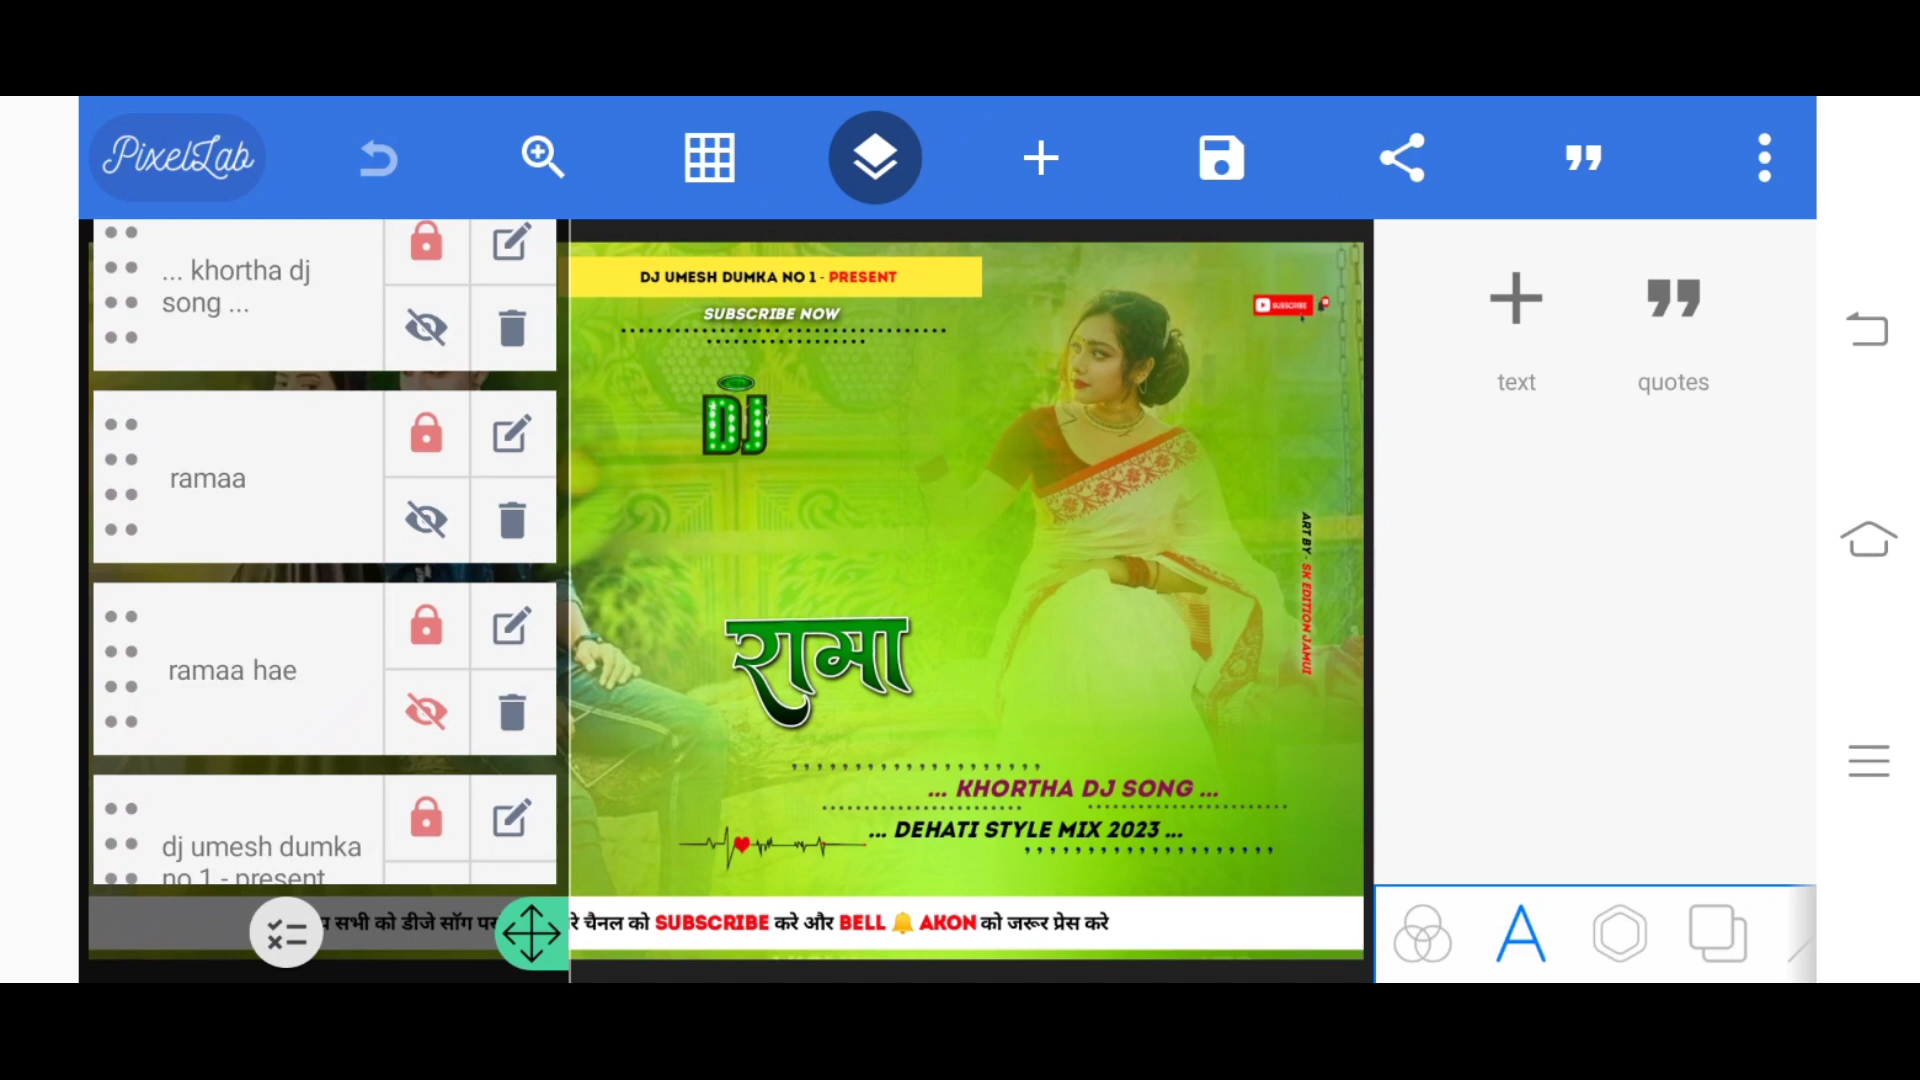 PixelLab
... khortha dj
song ...
ramaa
ramaa hae
dj umesh dumka
no 1 - present
DJ UMESH DUMKA NO 1 - PRESENT
SUBSCRIBE NOW
SUBSCRIBE
DJ
ART BY - SK EDITION JAMUI
रामा
... KHORTHA DJ SONG ...
... DEHATI STYLE MIX 2023 ...
सभी को डीजे सॉग
चैनल को SUBSCRIBE करे और BELL 🔔 AKON को जरूर प्रेस करे
text
quotes